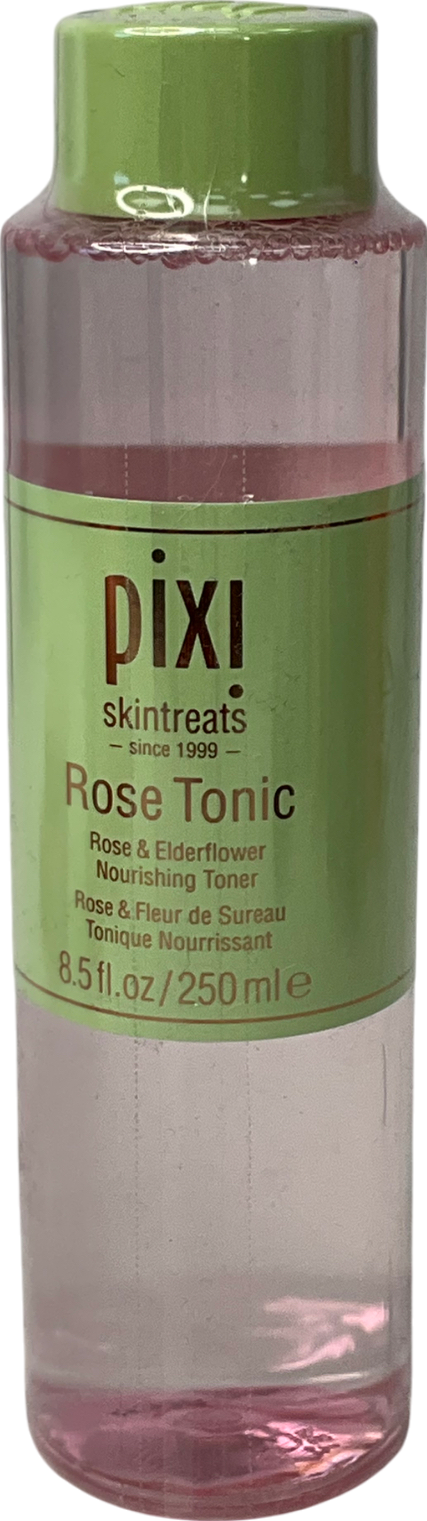 pixi
skintreats
– since 1999 –
Rose Tonic
Rose & Elderflower
Nourishing Toner
Rose & Fleur de Sureau
Tonique Nourrissant
8.5 fl.oz/250 ml e